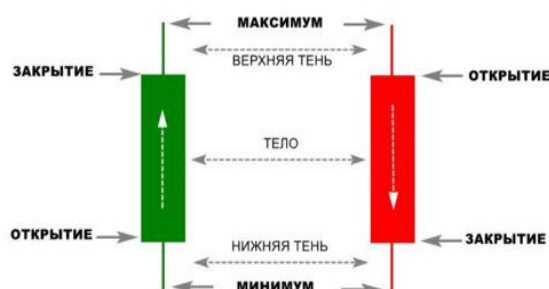 МАКСИМУМ
ВЕРХНЯЯ ТЕНЬ
ЗАКРЫТИЕ
ОТКРЫТИЕ
ТЕЛО
ОТКРЫТИЕ
НИЖНЯЯ ТЕНЬ
ЗАКРЫТИЕ
МИНИМУМ